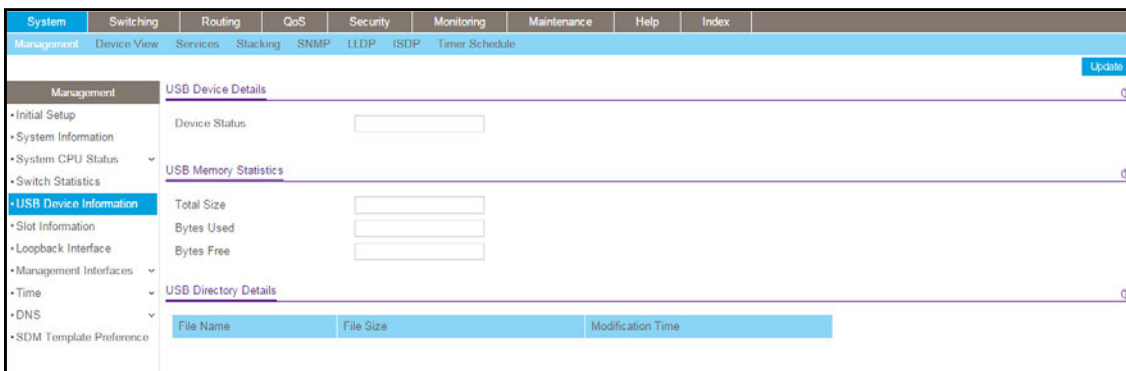 System Switching Routing QoS Security Monitoring Maintenance Help Index
Management Device View Services Stacking SNMP LLDP ISDP Timer Schedule
Update
Management
Initial Setup
System Information
System CPU Status
Switch Statistics
USB Device Information
Slot Information
Loopback Interface
Management Interfaces
Time
DNS
SDM Template Preference
USB Device Details
Device Status
USB Memory Statistics
Total Size
Bytes Used
Bytes Free
USB Directory Details
File Name File Size Modification Time